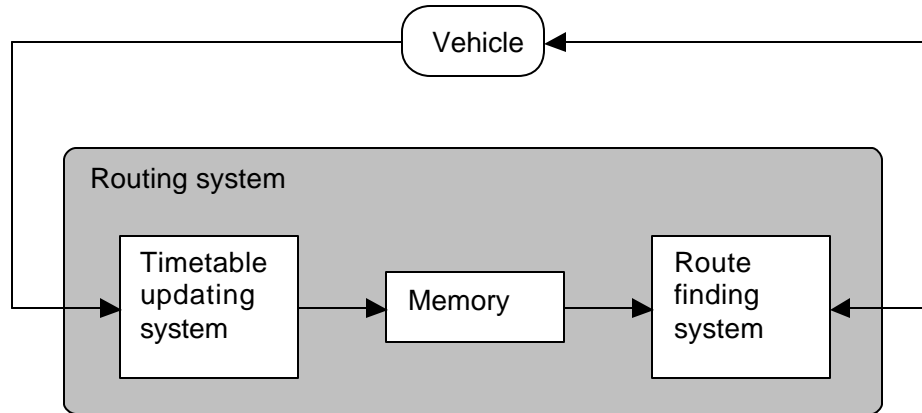 Vehicle
Routing system
Timetable
updating
system
Memory
Route
finding
system